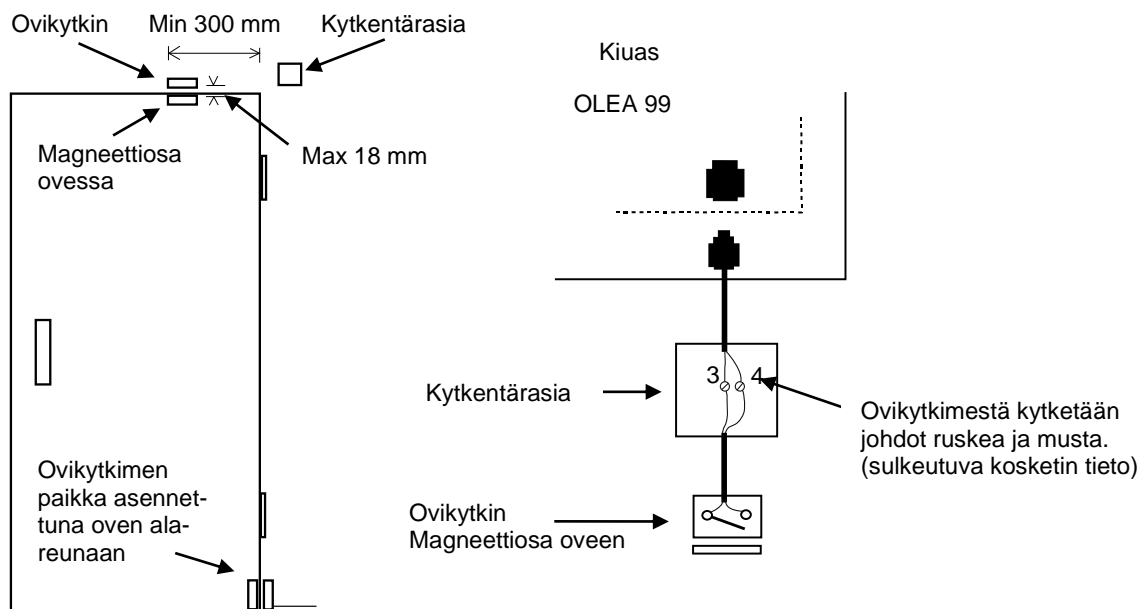 Ovikytkin
Min 300 mm
Kytkentärasia
Magneettiosa
ovessa
Max 18 mm
Ovikytkimen
paikka asennet-
tuna oven ala-
reunaan
Kiuas
OLEA 99
Kytkentärasia
3 4
Ovikytkimestä kytketään
johdot ruskea ja musta.
(sulkeutuva kosketin tieto)
Ovikytkin
Magneettiosa oveen